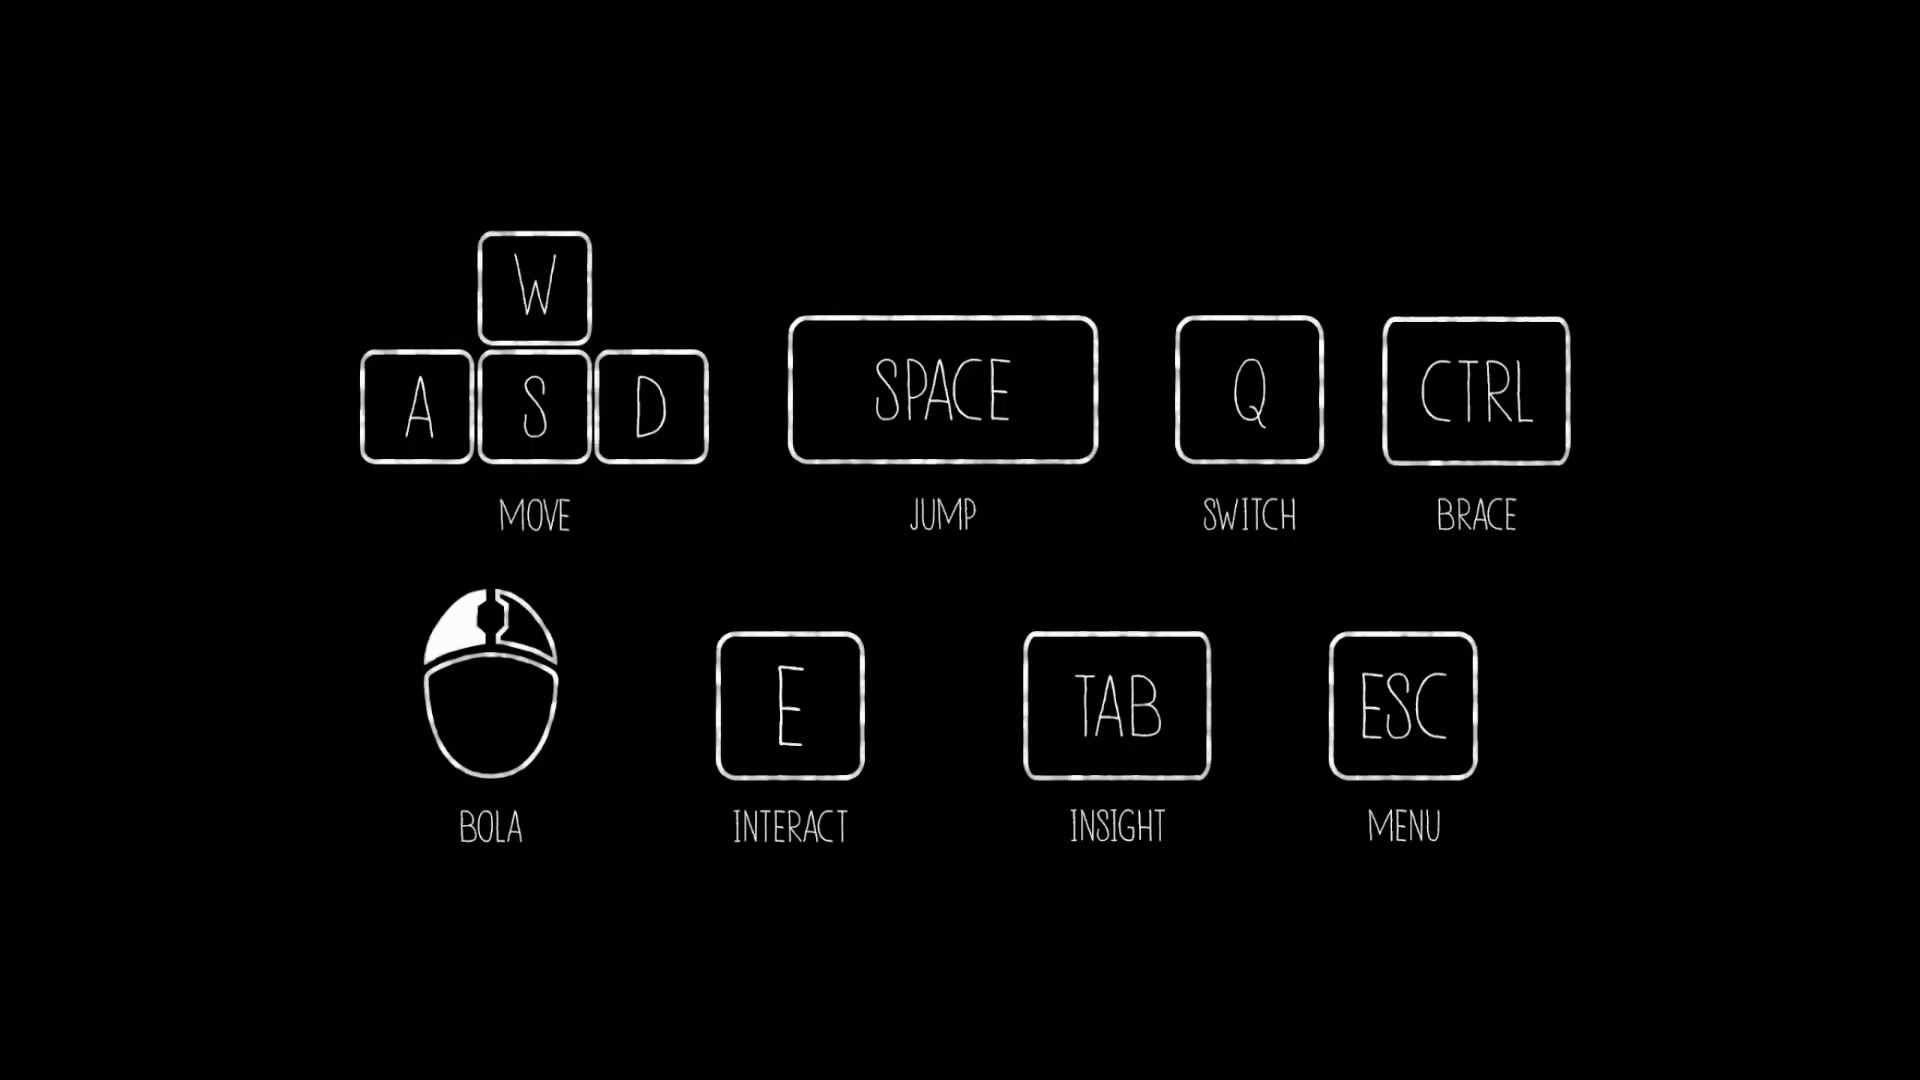 W
A S D SPACE Q CTRL
MOVE JUMP SWITCH BRACE
E TAB ESC
BOLA INTERACT INSIGHT MENU